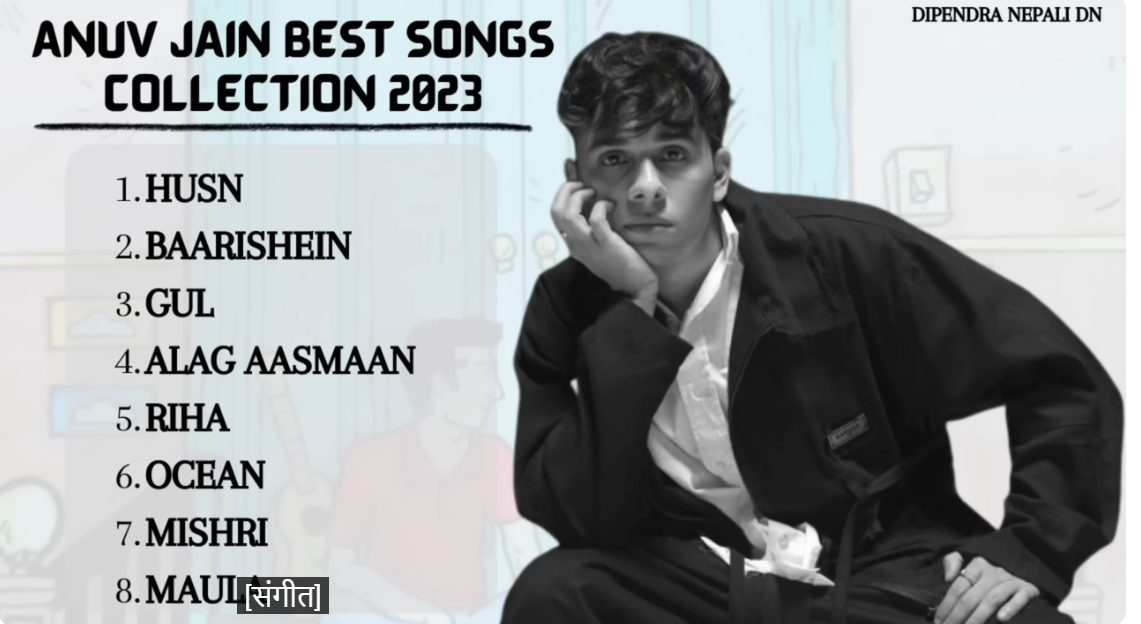 DIPENDRA NEPALI DN
ANUV JAIN BEST SONGS
COLLECTION 2023
1. HUSN
2. BAARISHEIN
3. GUL
4. ALAG AASMAAN
5. RIHA
6. OCEAN
7. MISHRI
8. MAULA
[संगीत]